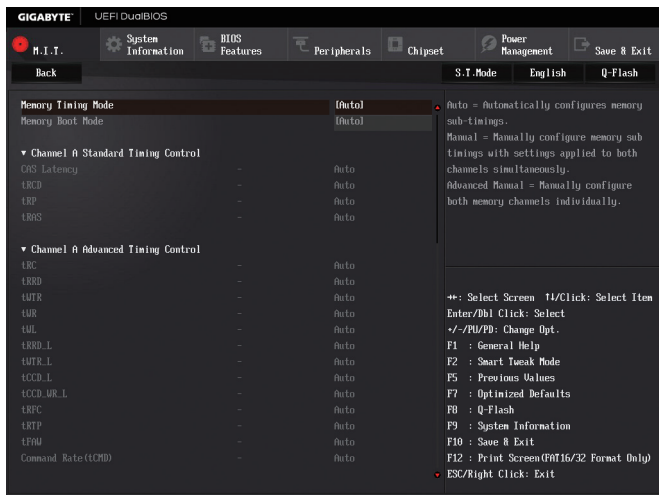 GIGABYTE™ UEFI DualBIOS
M.I.T.
System Information
BIOS Features
Peripherals
Chipset
Power Management
Save & Exit
Back
S.T.Mode English Q-Flash
Memory Timing Mode [Auto]
Memory Boot Mode [Auto]
▼ Channel A Standard Timing Control
CAS Latency - Auto
tRCD - Auto
tRP - Auto
tRAS - Auto
▼ Channel A Advanced Timing Control
tRC - Auto
tRRD - Auto
tWTR - Auto
tWR - Auto
tWL - Auto
tRRD_L - Auto
tWTR_L - Auto
tCCD_L - Auto
tCCD_WR_L - Auto
tRFC - Auto
tRTP - Auto
tFAW - Auto
Command Rate(tCMD) - Auto
Auto = Automatically configures memory
sub-timings.
Manual = Manually configure memory sub
timings with settings applied to both
channels simultaneously.
Advanced Manual = Manually configure
both memory channels individually.
→←: Select Screen ↑↓/Click: Select Item
Enter/Dbl Click: Select
+/-/PU/PD: Change Opt.
F1 : General Help
F2 : Smart Tweak Mode
F5 : Previous Values
F7 : Optimized Defaults
F8 : Q-Flash
F9 : System Information
F10 : Save & Exit
F12 : Print Screen(FAT16/32 Format Only)
ESC/Right Click: Exit